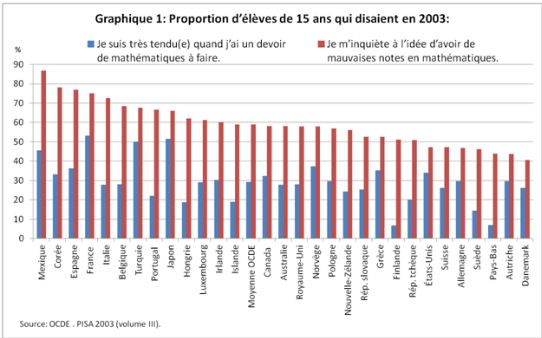 Graphique 1: Proportion d'élèves de 15 ans qui disaient en 2003:
Je suis très tendu(e) quand j'ai un devoir
de mathématiques à faire.
Je m'inquiète à l'idée d'avoir de
mauvaises notes en mathématiques.
%
90
80
70
60
50
40
30
20
10
0
Mexique
Corée
Espagne
France
Italie
Belgique
Turquie
Portugal
Japon
Hongrie
Luxembourg
Irlande
Islande
Moyenne OCDE
Canada
Australie
Royaume-Uni
Norvège
Pologne
Nouvelle-Zélande
Rép. slovaque
Grèce
Finlande
Rép. tchèque
États-Unis
Suisse
Allemagne
Suède
Pays-Bas
Autriche
Danemark
Source: OCDE . PISA 2003 (volume III).